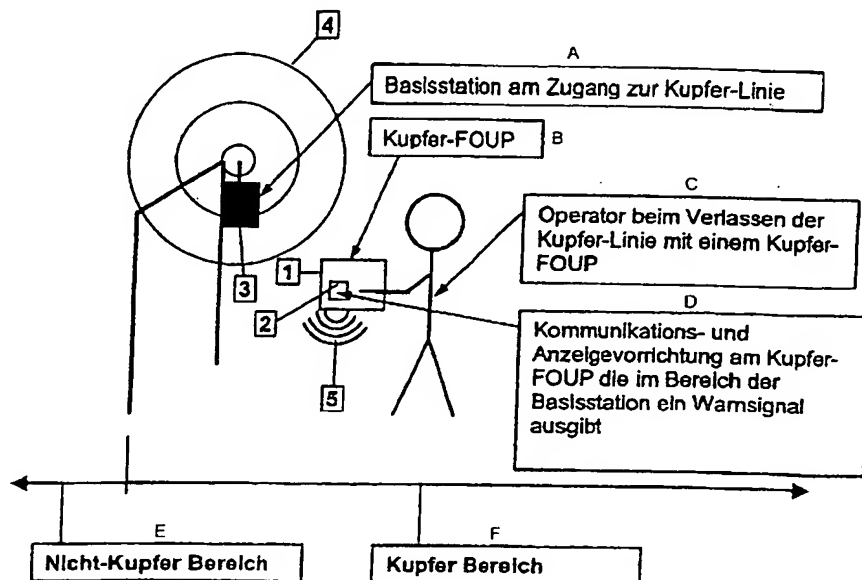 4
A
Basisstation am Zugang zur Kupfer-Linie
Kupfer-FOUP
B
C
Operator beim Verlassen der
Kupfer-Linie mit einem Kupfer-
FOUP
1
3
2
D
Kommunikations- und
Anzeigevorrichtung am Kupfer-
FOUP die im Bereich der
Basisstation ein Warnsignal
ausgibt
5
E
Nicht-Kupfer Bereich
F
Kupfer Bereich